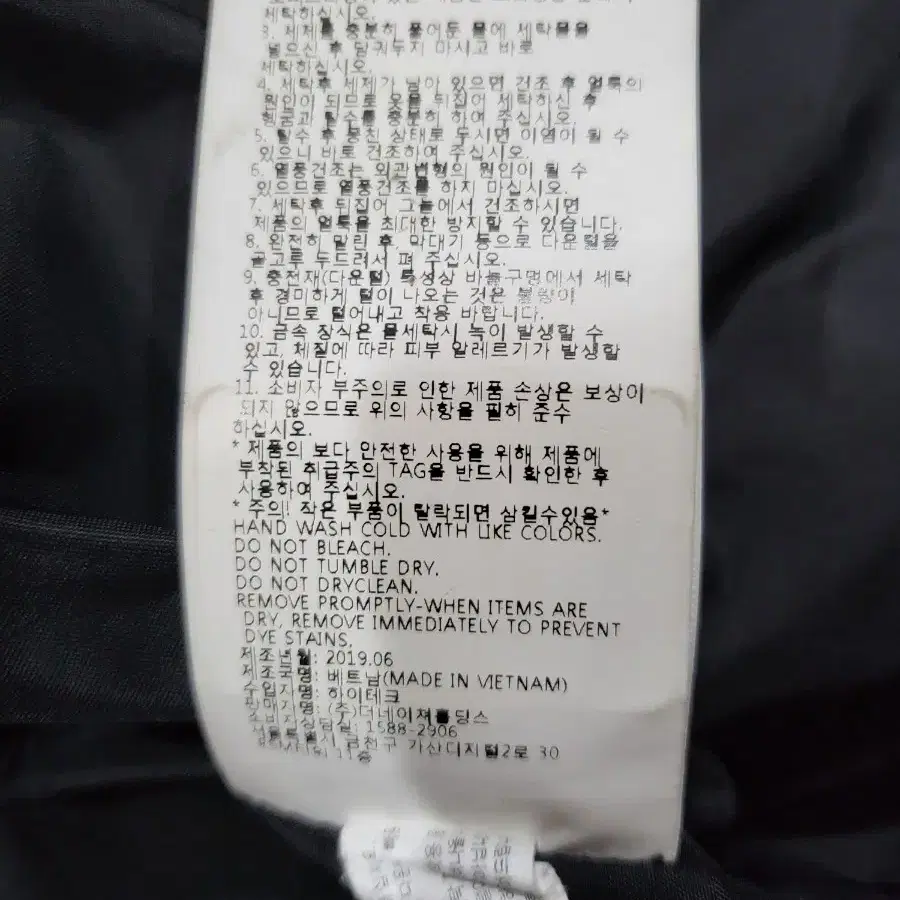 세탁하십시오.
3. 세제를 충분히 풀어둔 물에 세탁물을
넣으신 후 담궈두지 마시고 바로
세탁하십시오.
4. 세탁후 세제가 남아 있으면 건조 후 얼룩의
원인이 되므로 옷을 뒤집어 세탁하신 후
헹굼과 탈수를 충분히 하여 주십시오.
5. 탈수 후 뭉친 상태로 두시면 이염이 될 수
있으니 바로 건조하여 주십시오.
6. 열풍건조는 외관변형의 원인이 될 수
있으므로 열풍건조를 하지 마십시오.
7. 세탁후 뒤집어 그늘에서 건조하시면
제품의 얼룩을 최대한 방지할 수 있습니다.
8. 완전히 말린 후, 막대기 등으로 다운털을
골고루 두드려서 펴 주십시오.
9. 충전재(다운털) 특성상 바늘구멍에서 세탁
후 경미하게 털이 나오는 것은 불량이
아니므로 털어내고 착용 바랍니다.
10. 금속 장식은 물세탁시 녹이 발생할 수
있고, 체질에 따라 피부 알레르기가 발생할
수 있습니다.
11. 소비자 부주의로 인한 제품 손상은 보상이
되지 않으므로 위의 사항을 필히 준수
하십시오.
* 제품의 보다 안전한 사용을 위해 제품에
부착된 취급주의 TAG을 반드시 확인한 후
사용하여 주십시오.
* 주의! 작은 부품이 탈락되면 삼킬수있음*
HAND WASH COLD WITH LIKE COLORS.
DO NOT BLEACH.
DO NOT TUMBLE DRY.
DO NOT DRYCLEAN.
REMOVE PROMPTLY-WHEN ITEMS ARE
DRY, REMOVE IMMEDIATELY TO PREVENT
DYE STAINS.
제조년월: 2019.06
제조국명: 베트남(MADE IN VIETNAM)
수입자명: 하이테크
판매자명: (주)더네이쳐홀딩스
소비자상담실: 1588-2906
서울특별시 금천구 가산디지털2로 30
11층